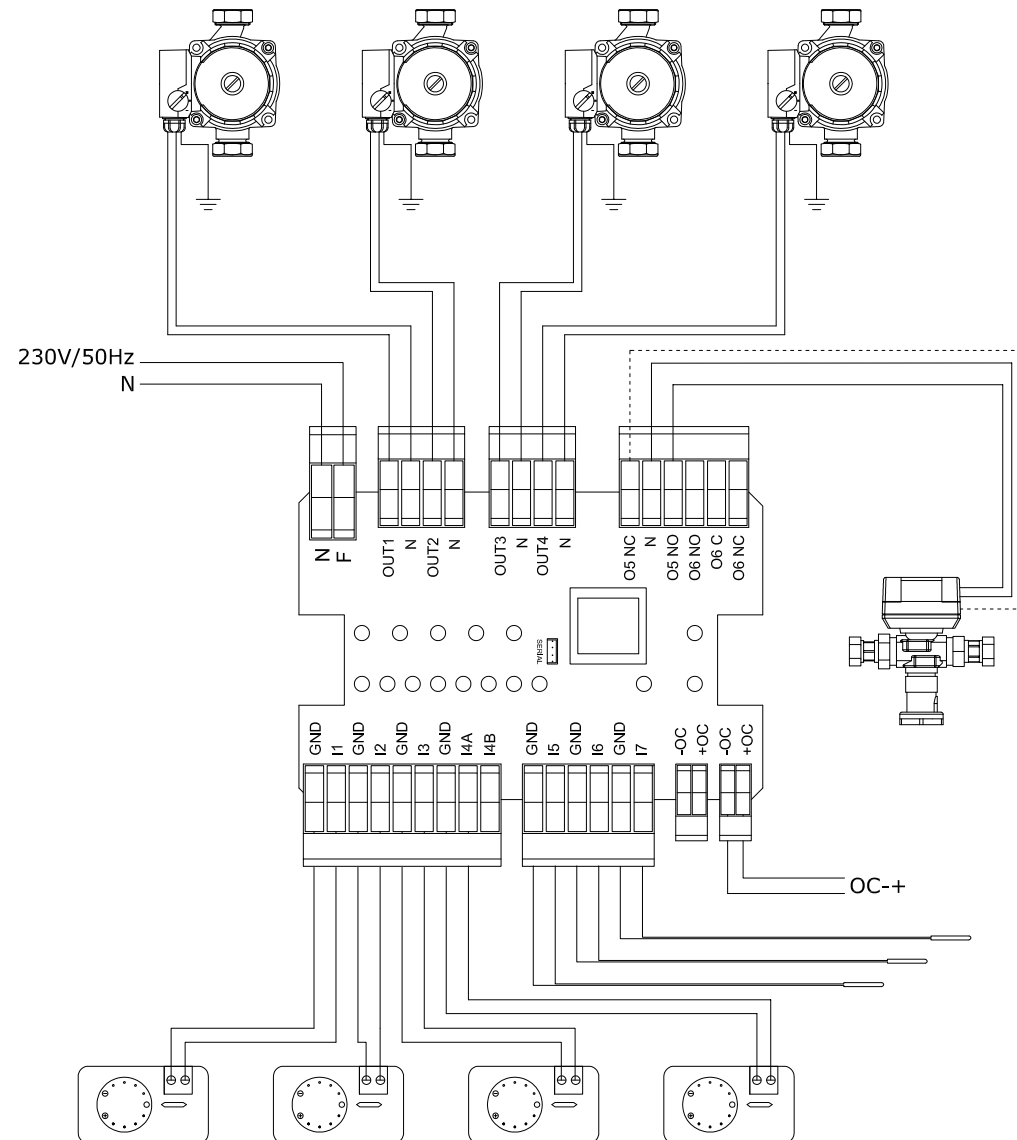 230V/50Hz
N
N
F
OUT1
N
OUT2
N
OUT3
N
OUT4
N
O5 NC
N
O5 NO
O6 NO
O6 C
O6 NC
SERIAL
GND
I1
GND
I2
GND
I3
GND
I4A
I4B
GND
I5
GND
I6
GND
I7
-OC
+OC
-OC
+OC
OC-+